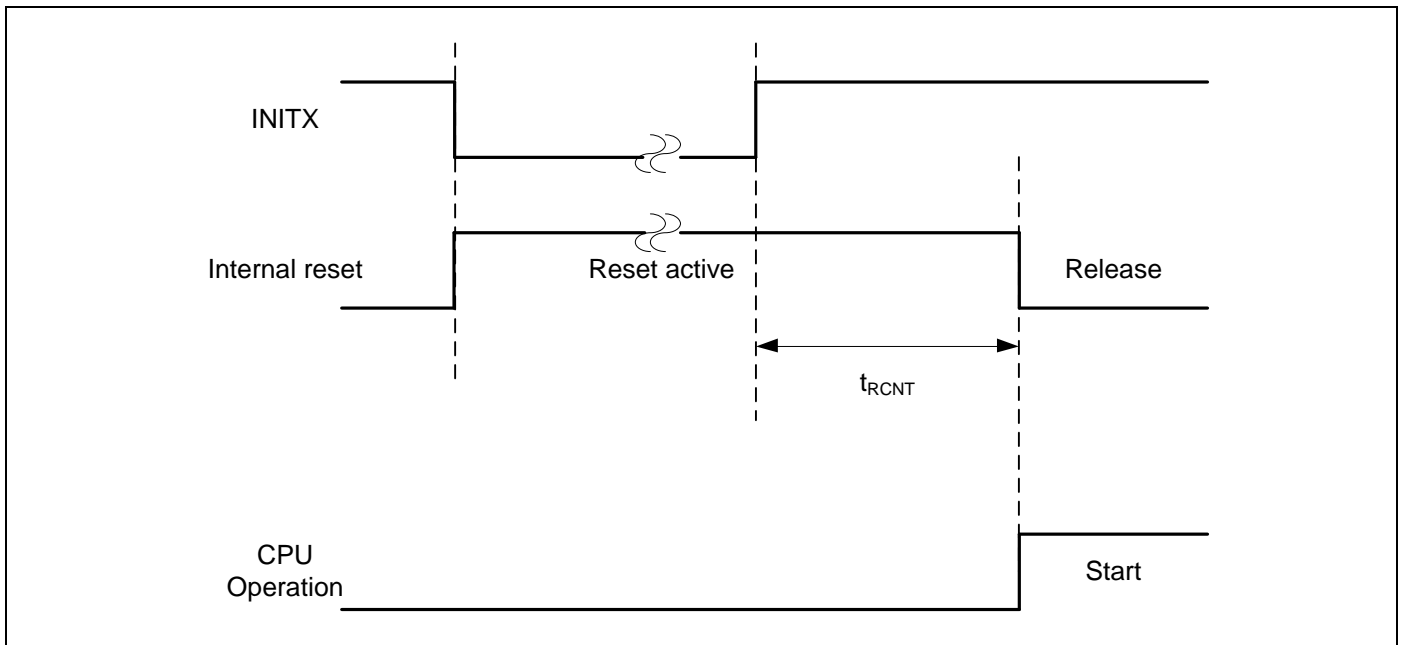 INITX
Internal reset
Reset active
Release
tRCNT
CPU
Operation
Start